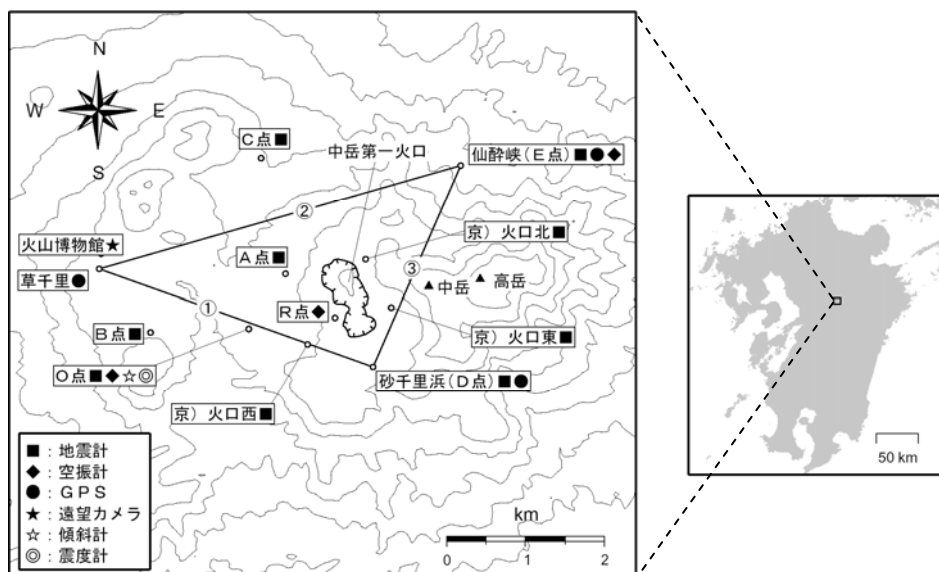 N
W
E
S
C点■
中岳第一火口
仙酔峡(E点)■●◆
②
火山博物館★
京)火口北■
A点■
③
草千里●
▲中岳
▲ 高岳
①
R点◆
B点■
京)火口東■
O点■◆☆◎
砂千里浜(D点)■●
京)火口西■
■:地震計
◆:空振計
●:GPS
★:遠望カメラ
☆:傾斜計
◎:震度計
km
0 1 2
50 km